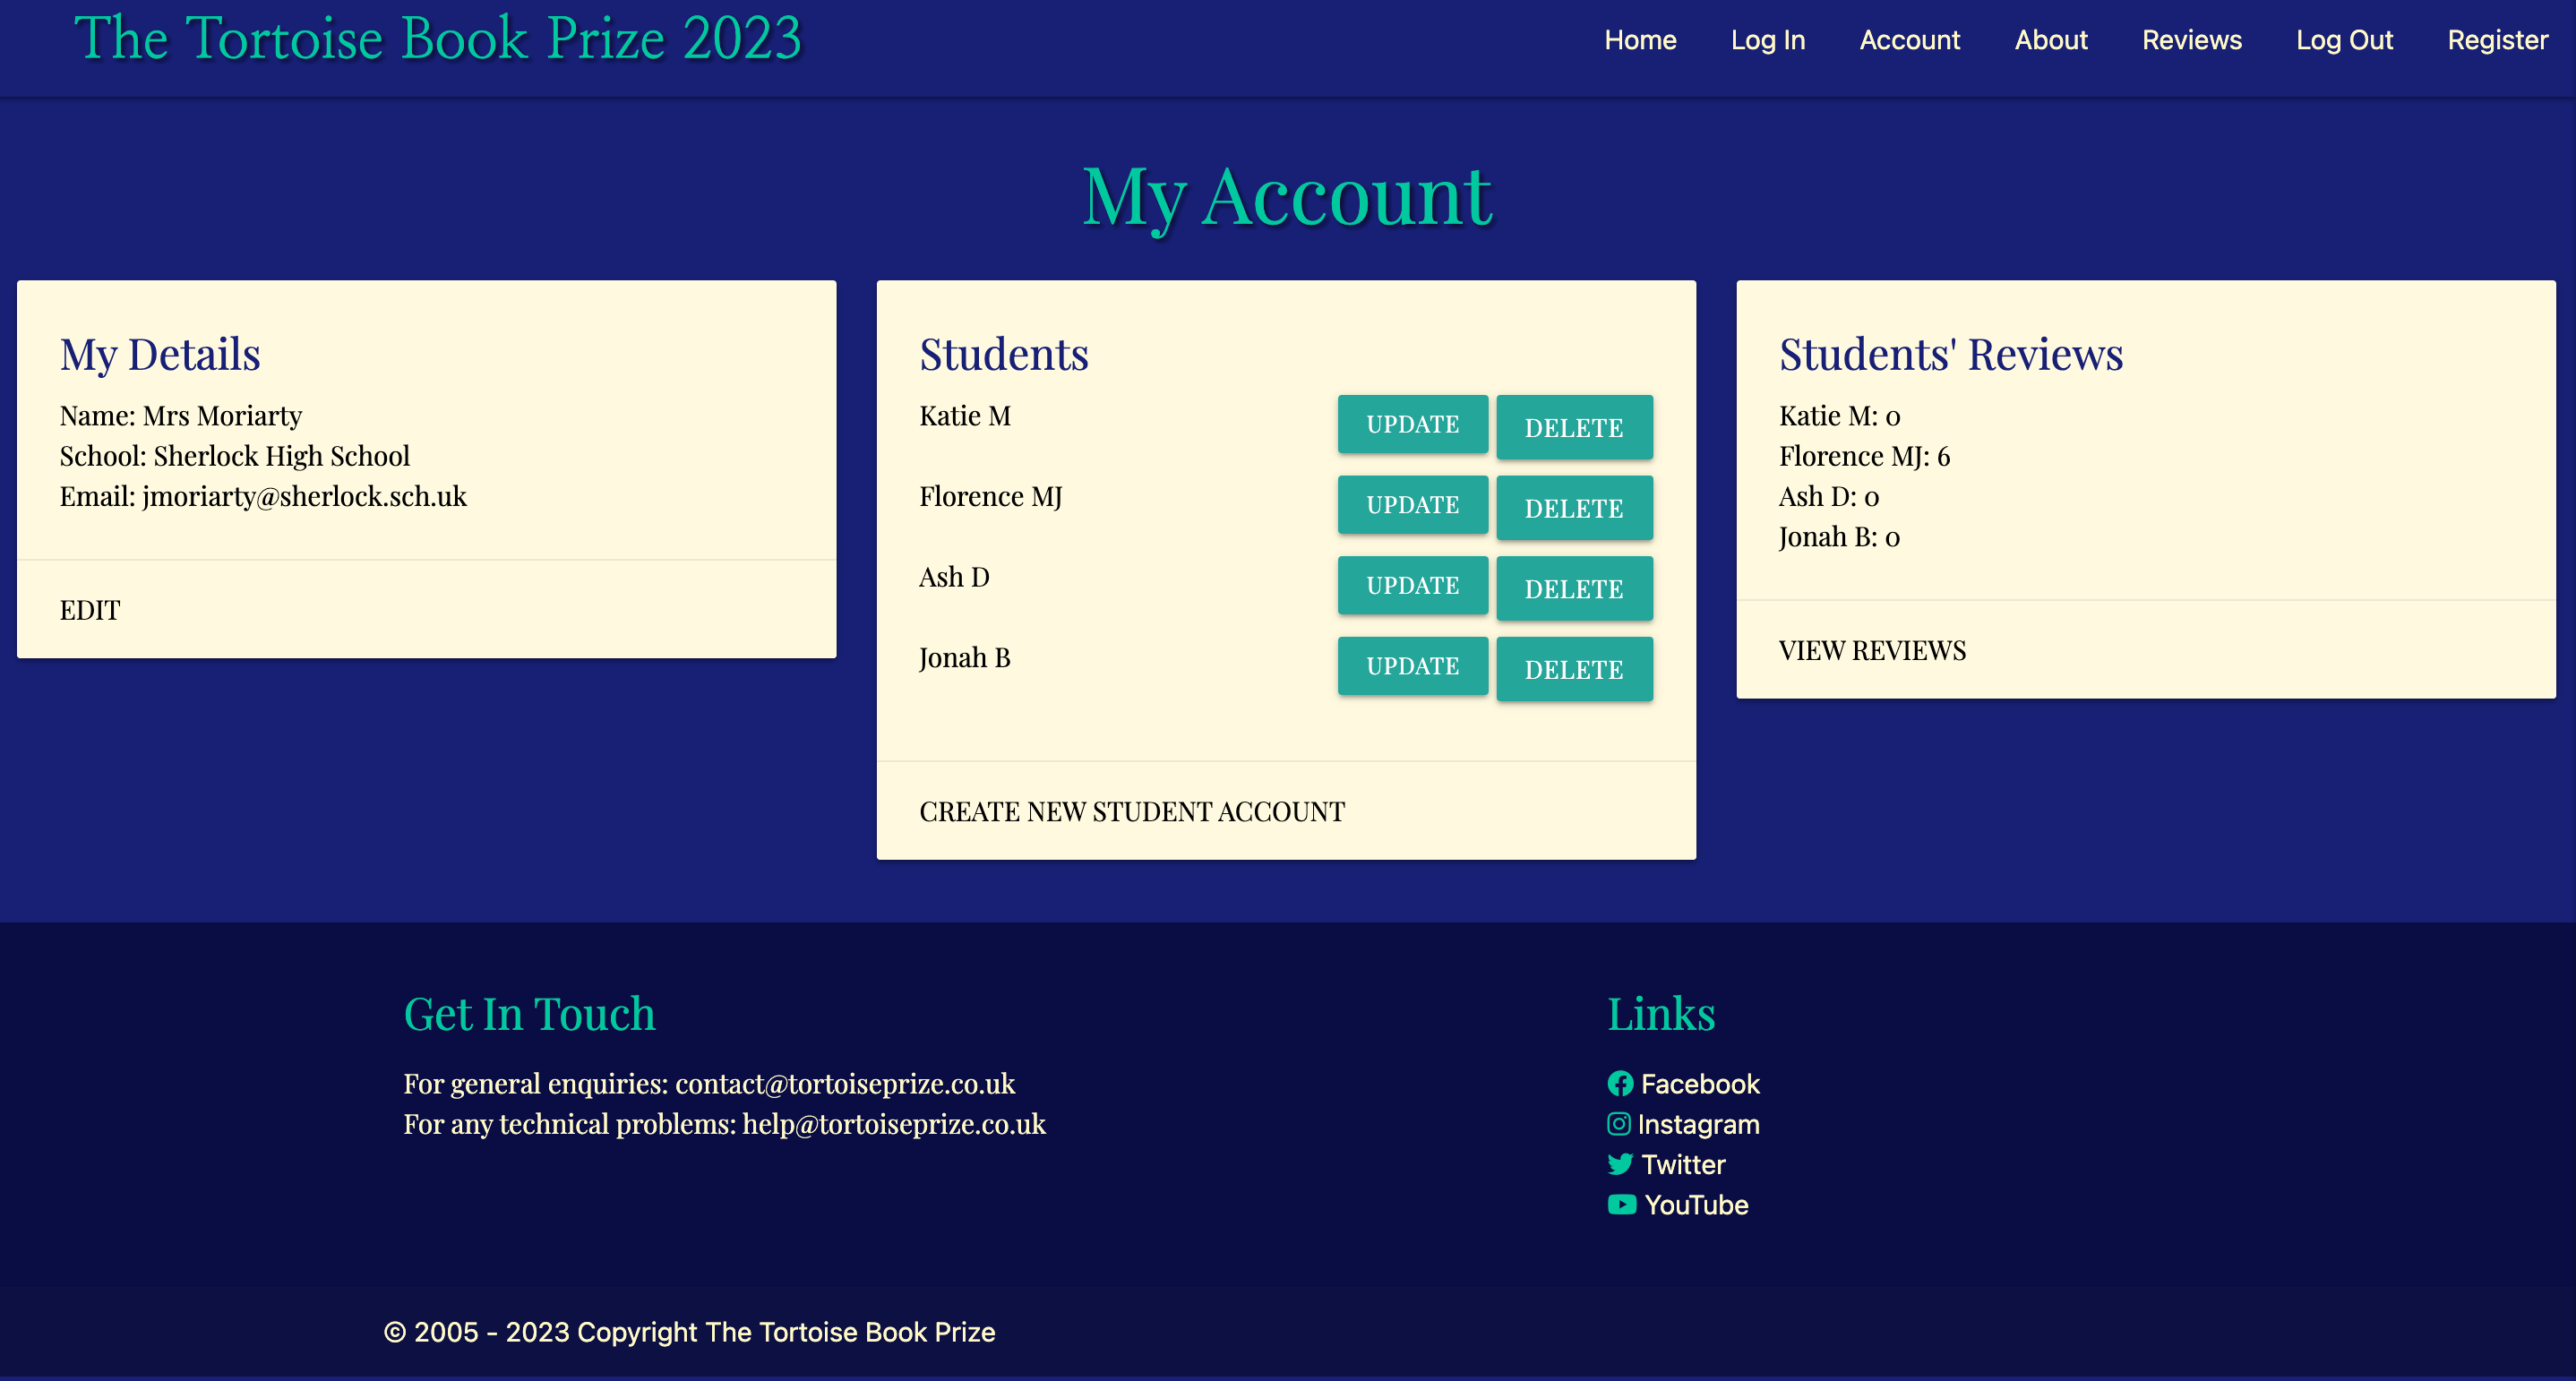 The Tortoise Book Prize 2023
Home Log In Account About Reviews Log Out Register
My Account
My Details
Name: Mrs Moriarty
School: Sherlock High School
Email: jmoriarty@sherlock.sch.uk
EDIT
Students
Katie M UPDATE DELETE
Florence MJ UPDATE DELETE
Ash D UPDATE DELETE
Jonah B UPDATE DELETE
CREATE NEW STUDENT ACCOUNT
Students' Reviews
Katie M: 0
Florence MJ: 6
Ash D: 0
Jonah B: 0
VIEW REVIEWS
Get In Touch
For general enquiries: contact@tortoiseprize.co.uk
For any technical problems: help@tortoiseprize.co.uk
Links
Facebook
Instagram
Twitter
YouTube
© 2005 - 2023 Copyright The Tortoise Book Prize